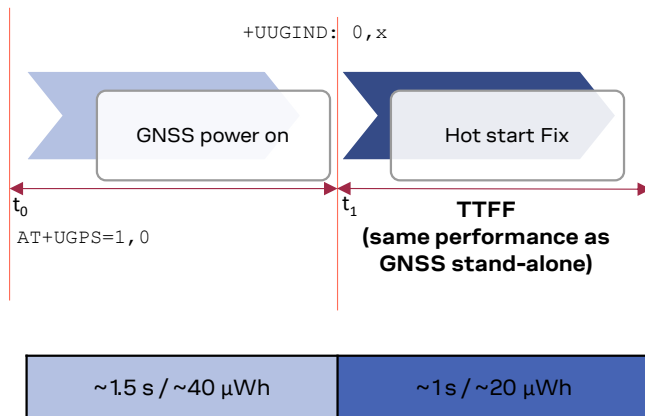 +UUGIND: 0,x
GNSS power on
Hot start Fix
t0
t1
AT+UGPS=1,0
TTFF
(same performance as
GNSS stand-alone)
~1.5 s / ~40 µWh
~1 s / ~20 µWh